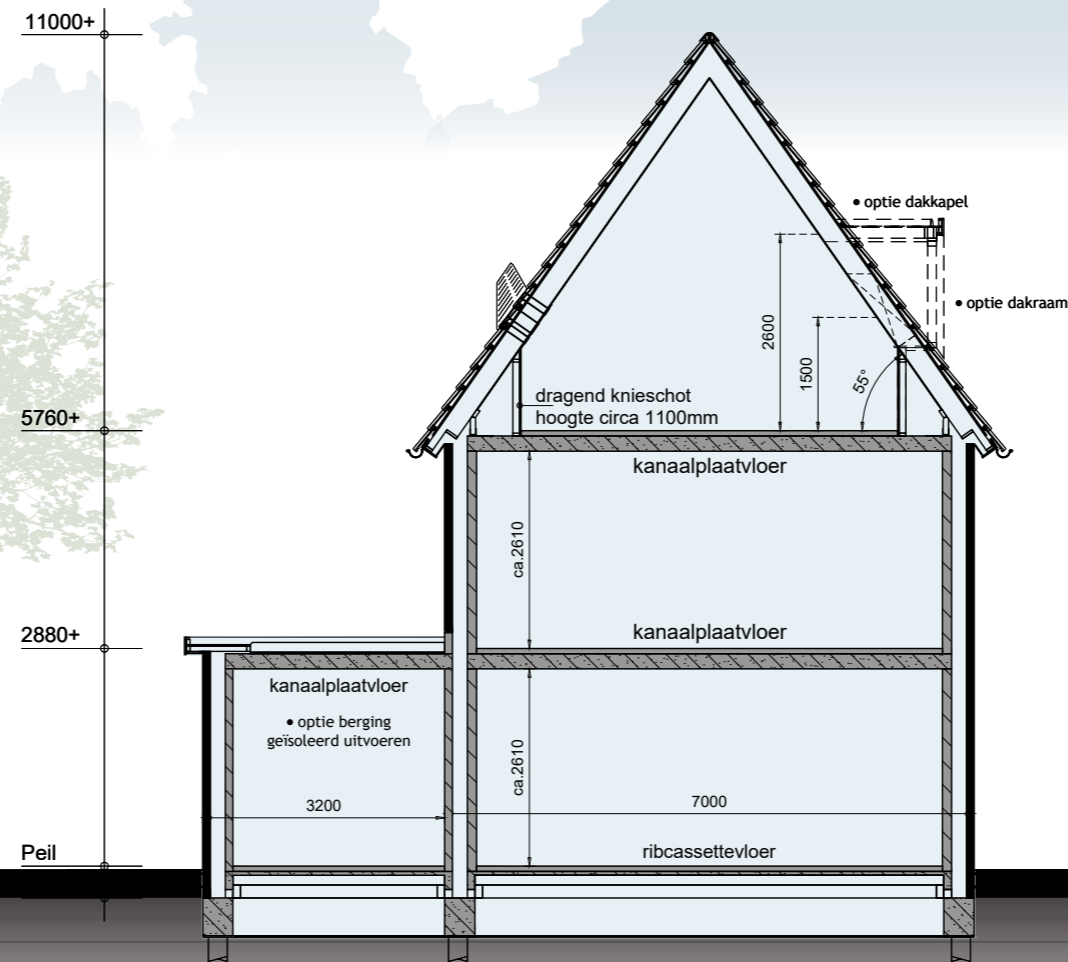 11000+
• optie dakkapel
• optie dakraam
2600
1500
55°
dragend knieschot
hoogte circa 1100mm
5760+
kanaalplaatvloer
ca.2610
2880+
kanaalplaatvloer
kanaalplaatvloer
• optie berging
geïsoleerd uitvoeren
ca.2610
3200
7000
Peil
ribcassettevloer